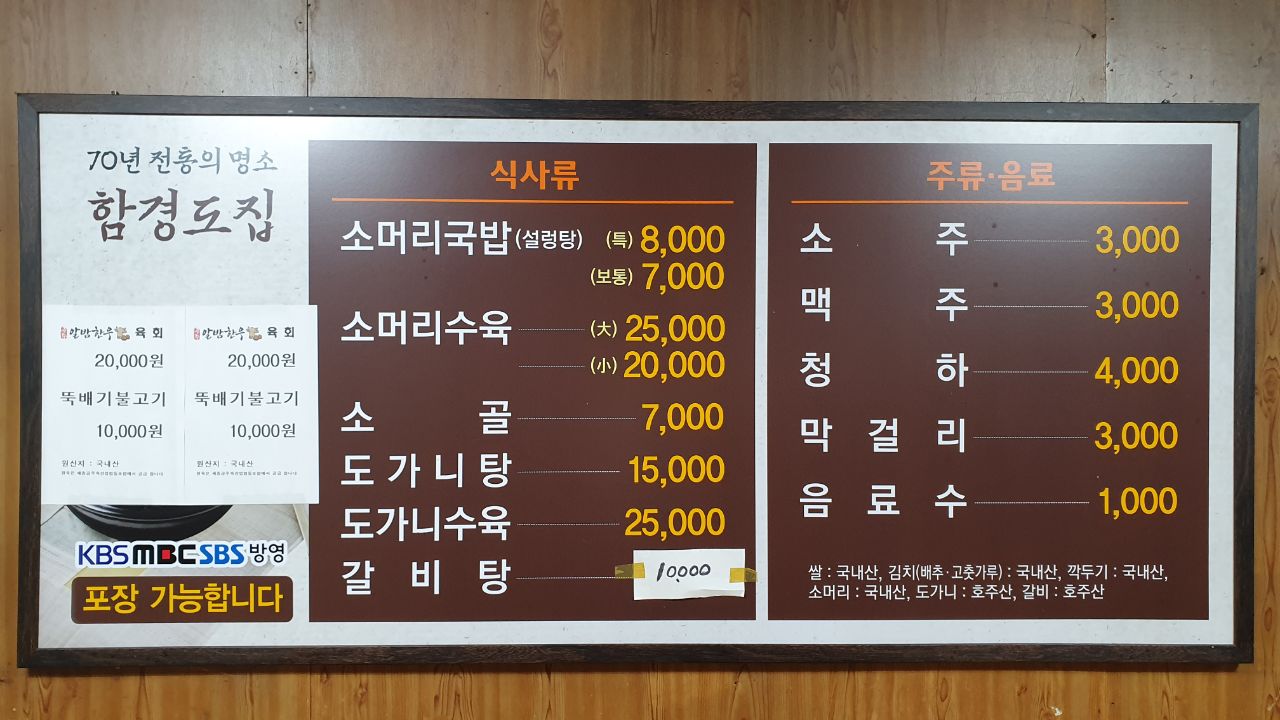 70년 전통의 명소
함경도집
알밤한우 육회
20,000원
뚝배기불고기
10,000원
원산지 : 국내산
알밤한우 육회
20,000원
뚝배기불고기
10,000원
원산지 : 국내산
KBS MBC SBS 방영
포장 가능합니다
식사류
소머리국밥(설렁탕) (특) 8,000
(보통) 7,000
소머리수육 (大) 25,000
(小) 20,000
소골 7,000
도가니탕 15,000
도가니수육 25,000
갈비탕 10,000
주류·음료
소주 3,000
맥주 3,000
청하 4,000
막걸리 3,000
음료수 1,000
쌀 : 국내산, 김치(배추·고춧가루) : 국내산, 깍두기 : 국내산,
소머리 : 국내산, 도가니 : 호주산, 갈비 : 호주산